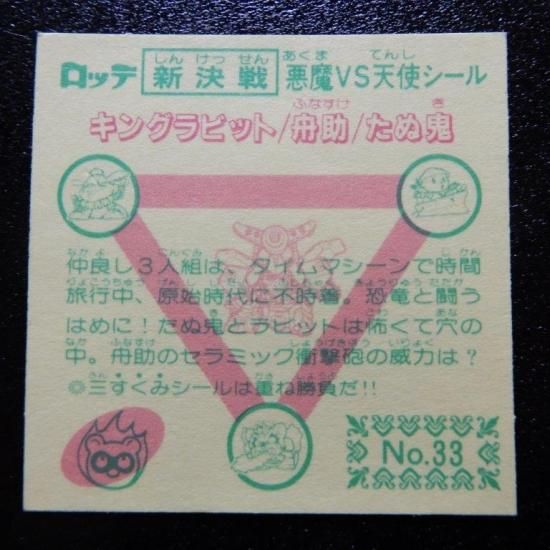 ロッテ 新決戦 悪魔VS天使シール
キングラビット/舟助/たぬ鬼
仲良し3人組は、タイムマシーンで時間
旅行中、原始時代に不時着。恐竜と闘う
はめに!たぬ鬼とラビットは怖くて穴の
中。舟助のセラミック衝撃砲の威力は?
◎三すくみシールは重ね勝負だ!!
No.33